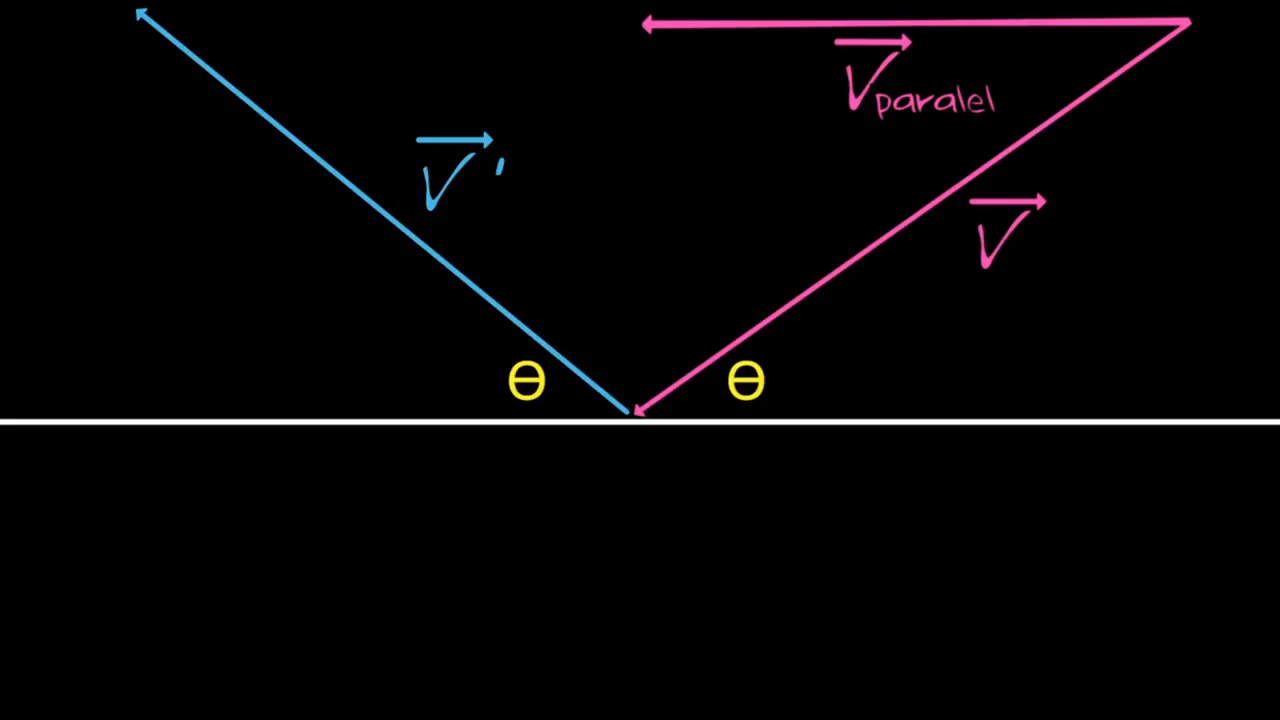 V paralel
V'
V
Θ Θ